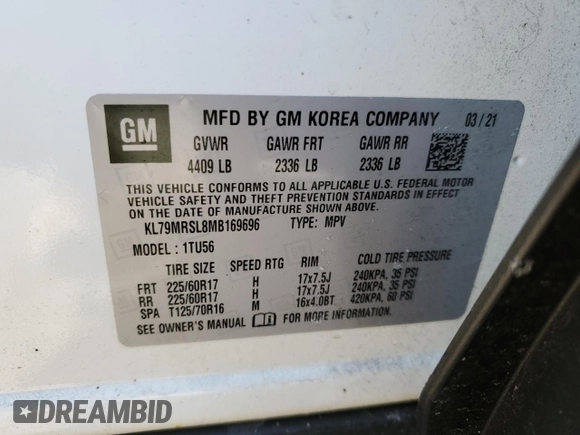 GM
MFD BY GM KOREA COMPANY 03/21
GVWR GAWR FRT GAWR RR
4409 LB 2336 LB 2336 LB
THIS VEHICLE CONFORMS TO ALL APPLICABLE U.S. FEDERAL MOTOR
VEHICLE SAFETY AND THEFT PREVENTION STANDARDS IN EFFECT
ON THE DATE OF MANUFACTURE SHOWN ABOVE.
KL79MRSL8MB169696 TYPE: MPV
MODEL : 1TU56
TIRE SIZE SPEED RTG RIM COLD TIRE PRESSURE
FRT 225/60R17 H 17x7.5J 240KPA, 35 PSI
RR 225/60R17 H 17x7.5J 240KPA, 35 PSI
SPA T125/70R16 M 16x4.0BT 420KPA, 60 PSI
SEE OWNER'S MANUAL FOR MORE INFORMATION.
DREAMBID